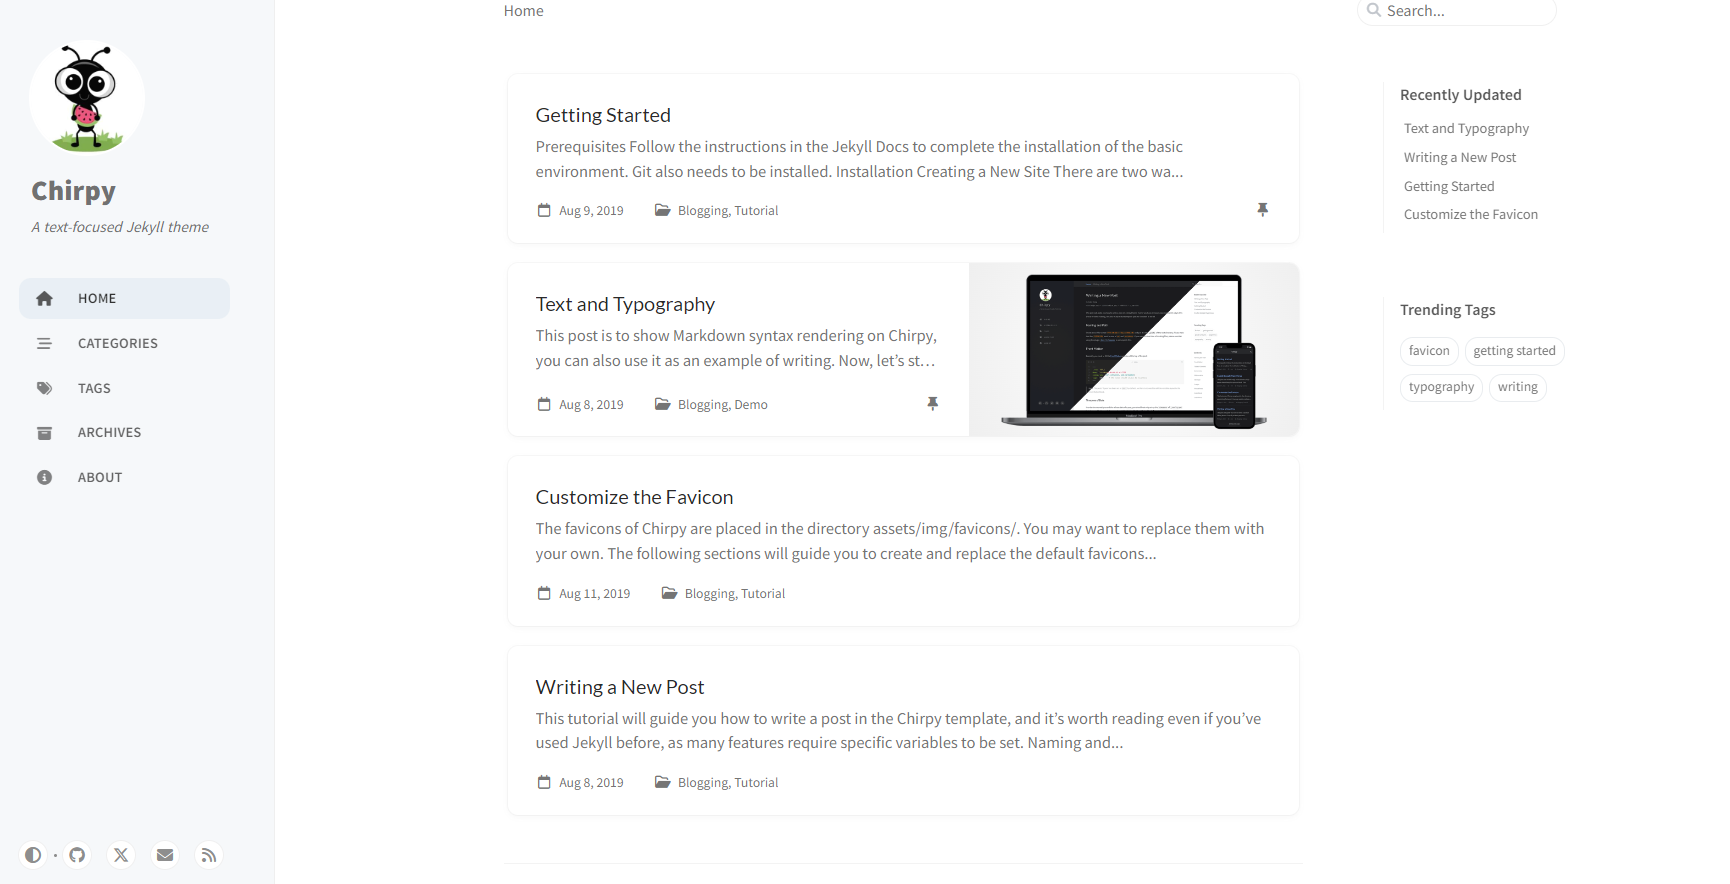 Chirpy
A text-focused Jekyll theme
HOME
CATEGORIES
TAGS
ARCHIVES
ABOUT
Home
Search...
Getting Started
Prerequisites Follow the instructions in the Jekyll Docs to complete the installation of the basic
environment. Git also needs to be installed. Installation Creating a New Site There are two wa...
Aug 9, 2019
Blogging, Tutorial
Text and Typography
This post is to show Markdown syntax rendering on Chirpy,
you can also use it as an example of writing. Now, let’s st...
Aug 8, 2019
Blogging, Demo
Writing a New Post
Customize the Favicon
The favicons of Chirpy are placed in the directory assets/img/favicons/. You may want to replace them with
your own. The following sections will guide you to create and replace the default favicons...
Aug 11, 2019
Blogging, Tutorial
Writing a New Post
This tutorial will guide you how to write a post in the Chirpy template, and it’s worth reading even if you’ve
used Jekyll before, as many features require specific variables to be set. Naming and...
Aug 8, 2019
Blogging, Tutorial
Recently Updated
Text and Typography
Writing a New Post
Getting Started
Customize the Favicon
Trending Tags
favicon
getting started
typography
writing